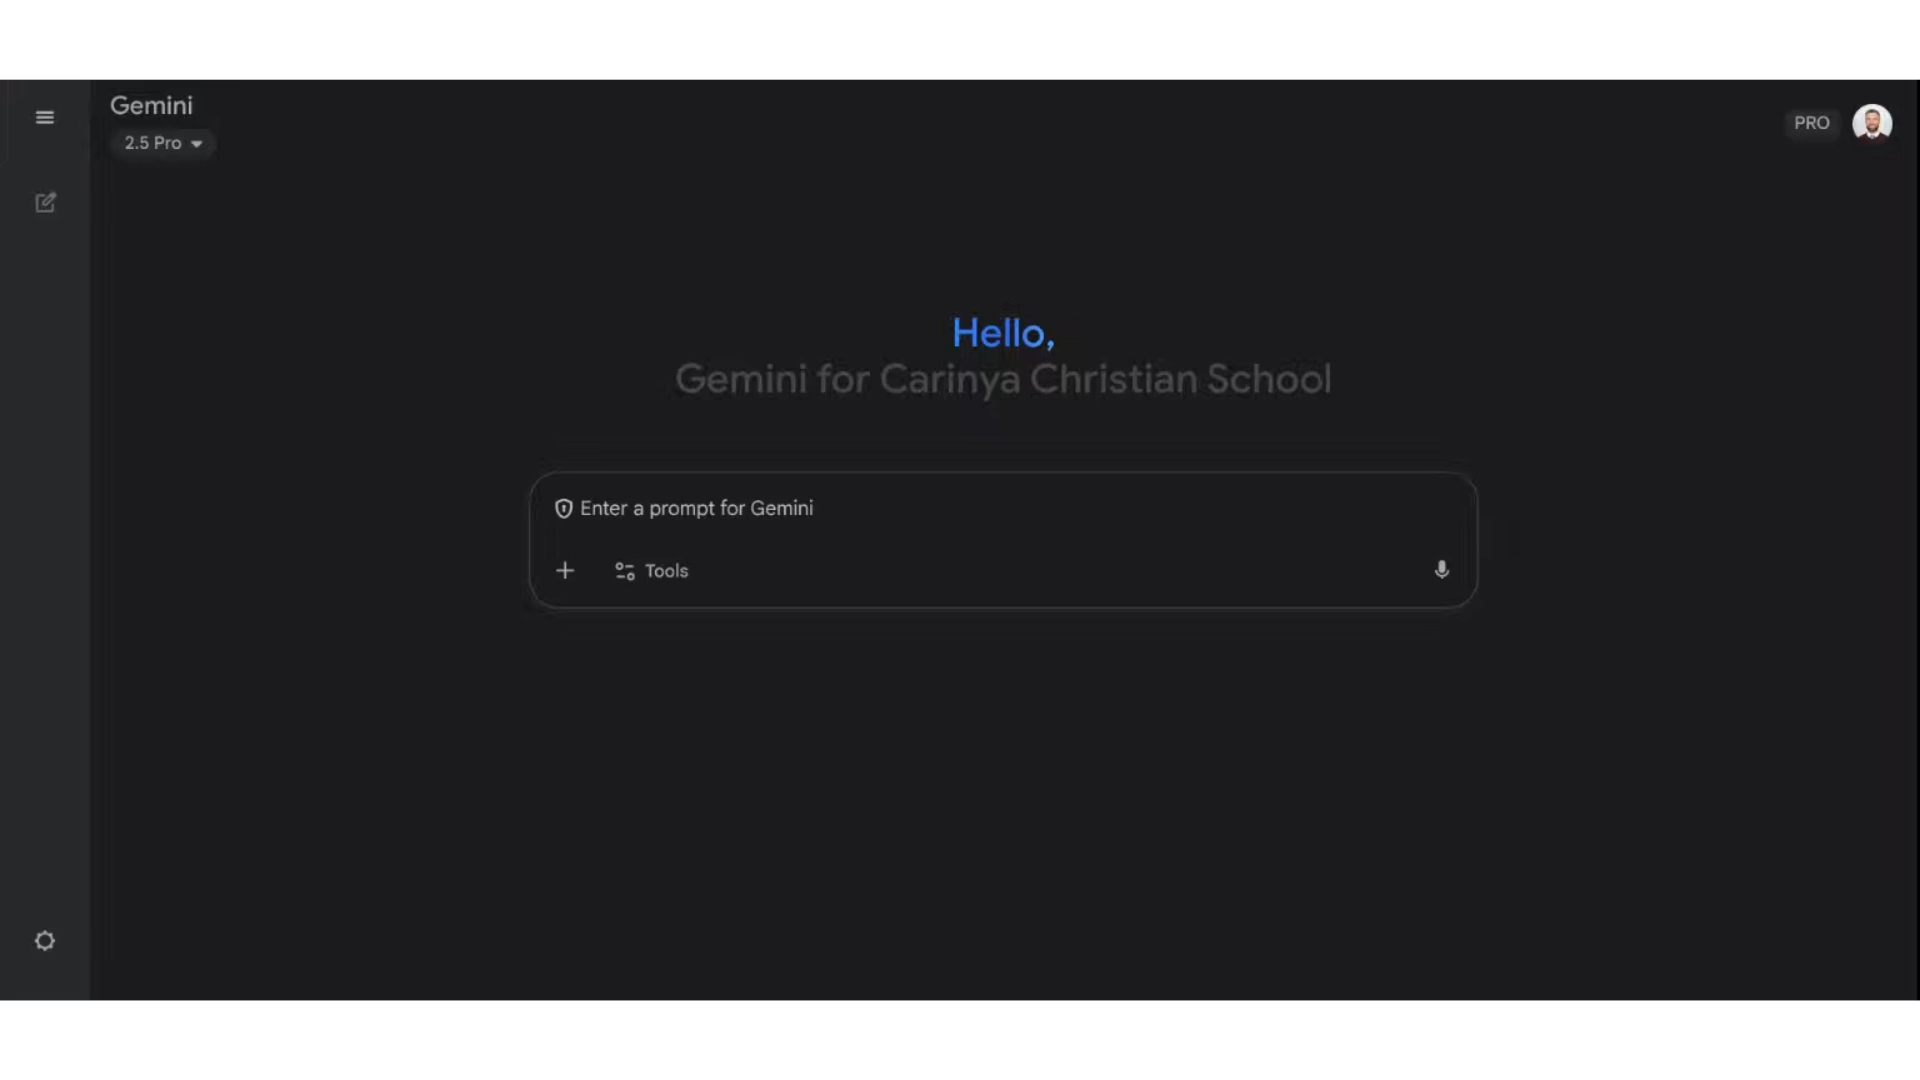 Gemini
2.5 Pro
PRO
Hello,
Gemini for Carinya Christian School
Enter a prompt for Gemini
Tools